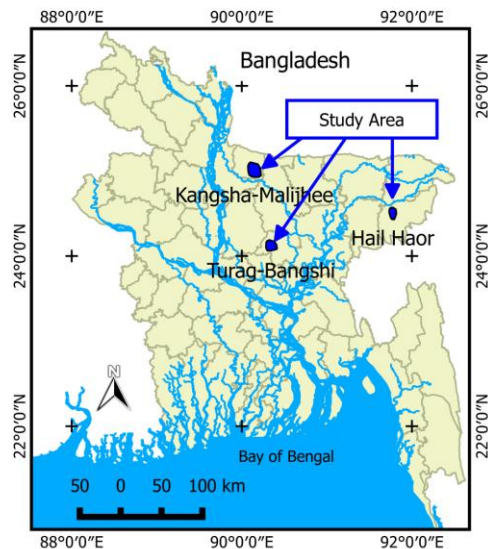 88°0'0"E 90°0'0"E 92°0'0"E
Bangladesh
26°0'0"N 26°0'0"N
Study Area
Kangsha-Malijhee
Hail Haor
24°0'0"N 24°0'0"N
Turag-Bangshi
N
22°0'0"N 22°0'0"N
Bay of Bengal
50 0 50 100 km
88°0'0"E 90°0'0"E 92°0'0"E